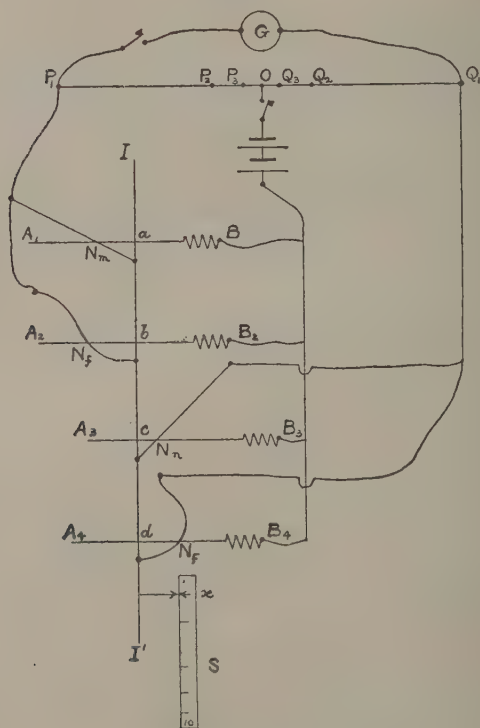 G
P₁ P₂ P₃ O Q₃ Q₂ Q₁
I
A₁ a B
Nm
A₂ b B₂
Nf
A₃ c B₃
Nn
A₄ d B₄
Nf
x
I' S
10